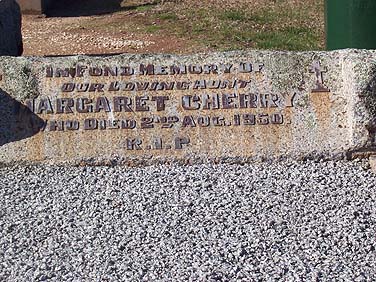 IN FOND MEMORY OF
OUR LOVING AUNT
MARGARET CHERRY
WHO DIED 2ND AUG. 1950.
R.I.P